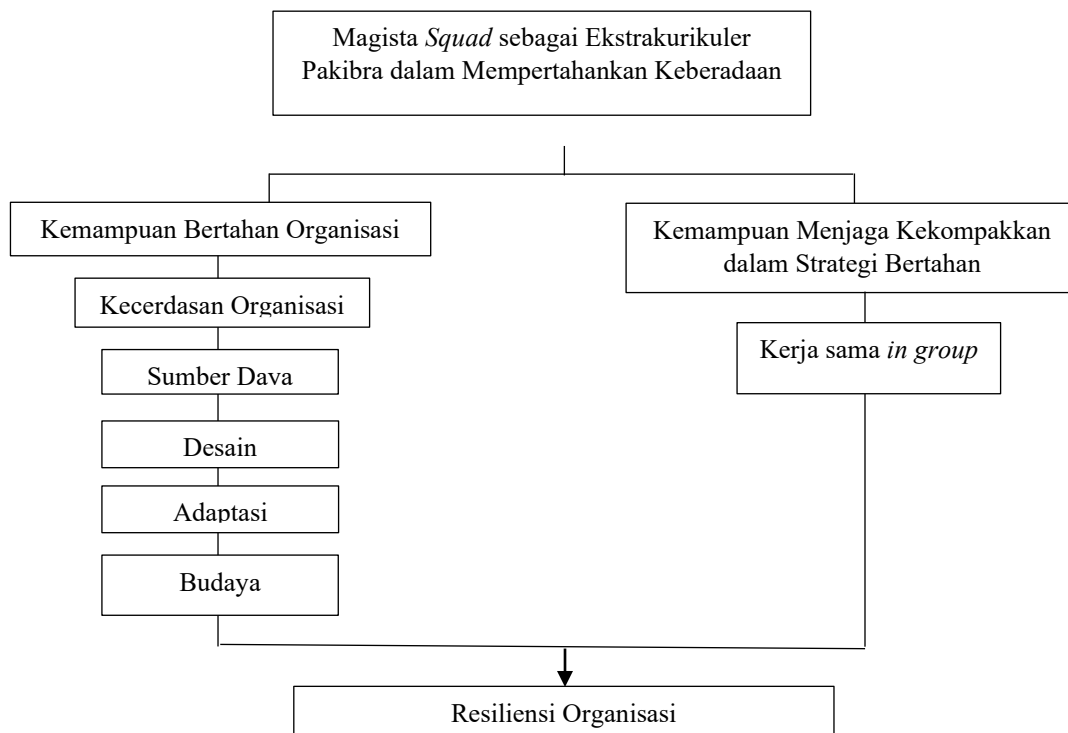 Magista Squad sebagai Ekstrakurikuler
Pakibra dalam Mempertahankan Keberadaan
Kemampuan Bertahan Organisasi
Kecerdasan Organisasi
Sumber Daya
Desain
Adaptasi
Budaya
Kemampuan Menjaga Kekompakkan
dalam Strategi Bertahan
Kerja sama in group
Resiliensi Organisasi